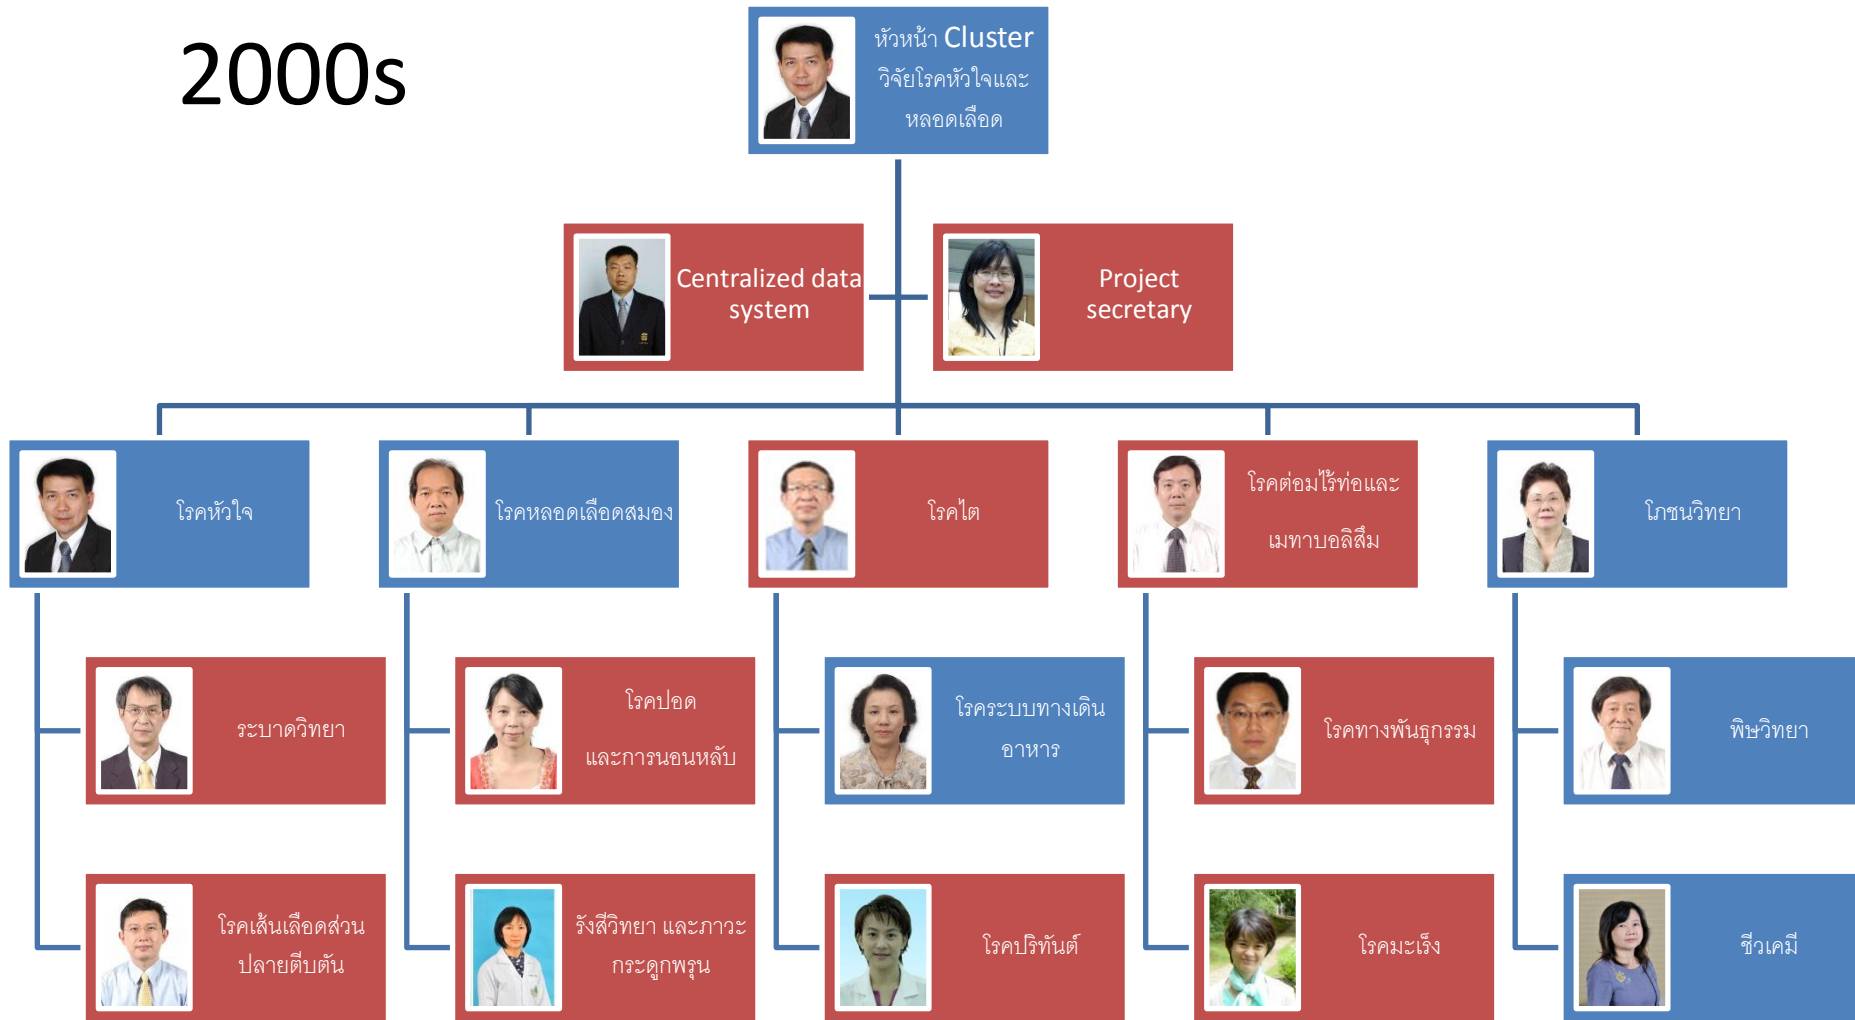 2000s
หัวหน้า Cluster
วิจัยโรคหัวใจและ
หลอดเลือด
Centralized data
system
Project
secretary
โรคหัวใจ
โรคหลอดเลือดสมอง
โรคไต
โรคต่อมไร้ท่อและ
เมทาบอลิสึ่ม
โภชนวิทยา
ระบาดวิทยา
โรคปอด
และการนอนหลับ
โรคระบบทางเดิน
อาหาร
โรคทางพันธุกรรม
พิษวิทยา
โรคเส้นเลือดส่วน
ปลายตีบตัน
รังสีวิทยา และภาวะ
กระดูกพรุน
โรคปริทันต์
โรคมะเร็ง
ชีวเคมี